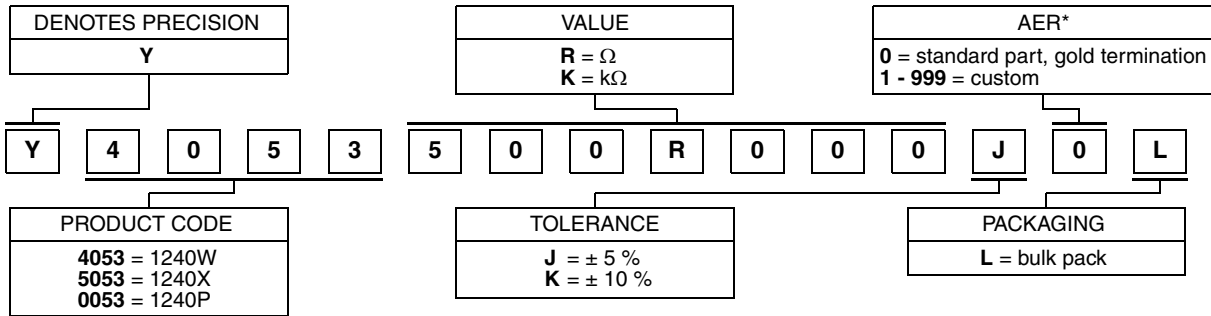 DENOTES PRECISION
Y
VALUE
R = Ω
K = kΩ
AER*
0 = standard part, gold termination
1 - 999 = custom
Y 4 0 5 3 5 0 0 R 0 0 0 J 0 L
PRODUCT CODE
4053 = 1240W
5053 = 1240X
0053 = 1240P
TOLERANCE
J = ± 5 %
K = ± 10 %
PACKAGING
L = bulk pack